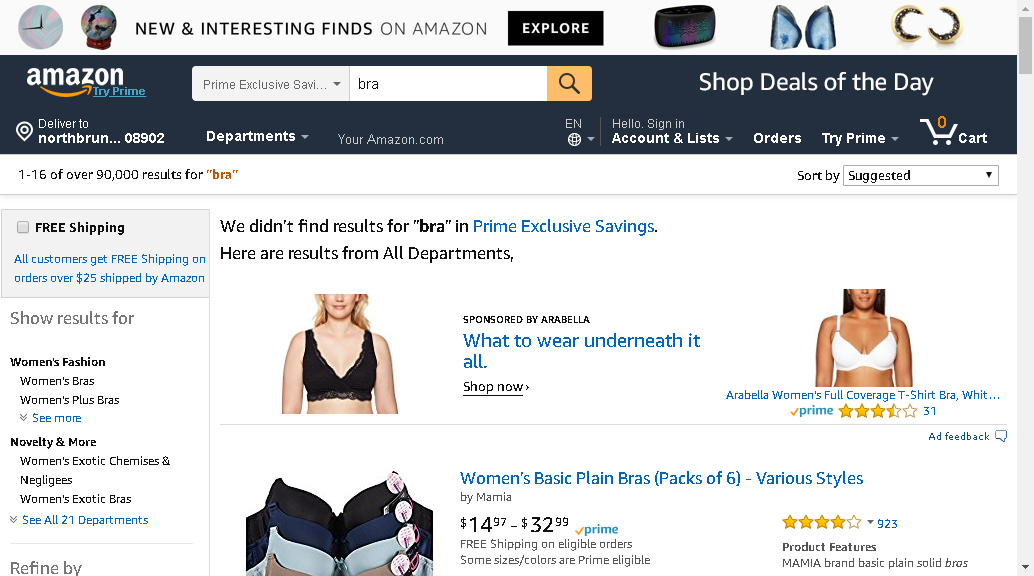 NEW & INTERESTING FINDS ON AMAZON EXPLORE
amazon
Try Prime
Prime Exclusive Savi... bra
Shop Deals of the Day
Deliver to
northbrun... 08902
Departments
Your Amazon.com
EN
Hello. Sign in
Account & Lists
Orders
Try Prime
0
Cart
1-16 of over 90,000 results for "bra"
Sort by Suggested
FREE Shipping
All customers get FREE Shipping on
orders over $25 shipped by Amazon
Show results for
Women's Fashion
Women's Bras
Women's Plus Bras
See more
Novelty & More
Women's Exotic Chemises &
Negligees
Women's Exotic Bras
See All 21 Departments
Refine by
We didn't find results for "bra" in Prime Exclusive Savings.
Here are results from All Departments,
SPONSORED BY ARABELLA
What to wear underneath it
all.
Shop now ›
Arabella Women's Full Coverage T-Shirt Bra, Whit...
prime 31
Ad feedback
Women's Basic Plain Bras (Packs of 6) - Various Styles
by Mamia
$14 97 - $32 99 prime
FREE Shipping on eligible orders
Some sizes/colors are Prime eligible
923
Product Features
MAMIA brand basic plain solid bras